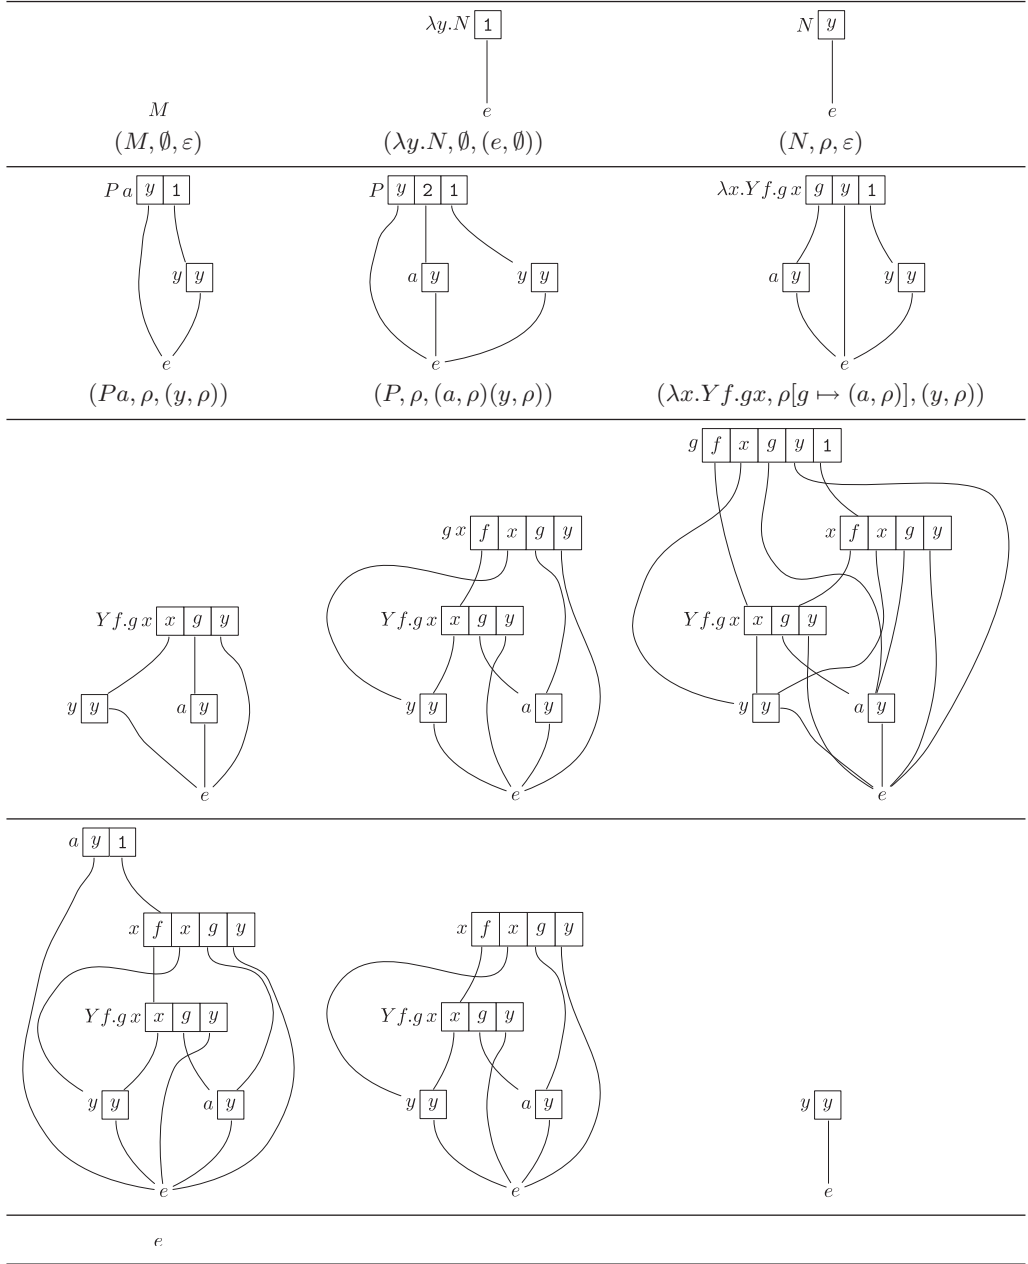 λy.N 1 N y
M e e
(M, ∅, ε) (λy.N, ∅, (e, ∅)) (N, ρ, ε)
P a y 1 P y 2 1 λx.Y f.g x g y 1
y y a y y y a y y y
e e e
(Pa, ρ, (y, ρ)) (P, ρ, (a, ρ)(y, ρ)) (λx.Y f.gx, ρ[g ↦ (a, ρ)], (y, ρ))
g f x g y 1
g x f x g y x f x g y
Y f.g x x g y Y f.g x x g y Y f.g x x g y
y y a y y y a y y y a y
e e e
a y 1
x f x g y x f x g y
Y f.g x x g y Y f.g x x g y
y y a y y y a y y y
e e e
e